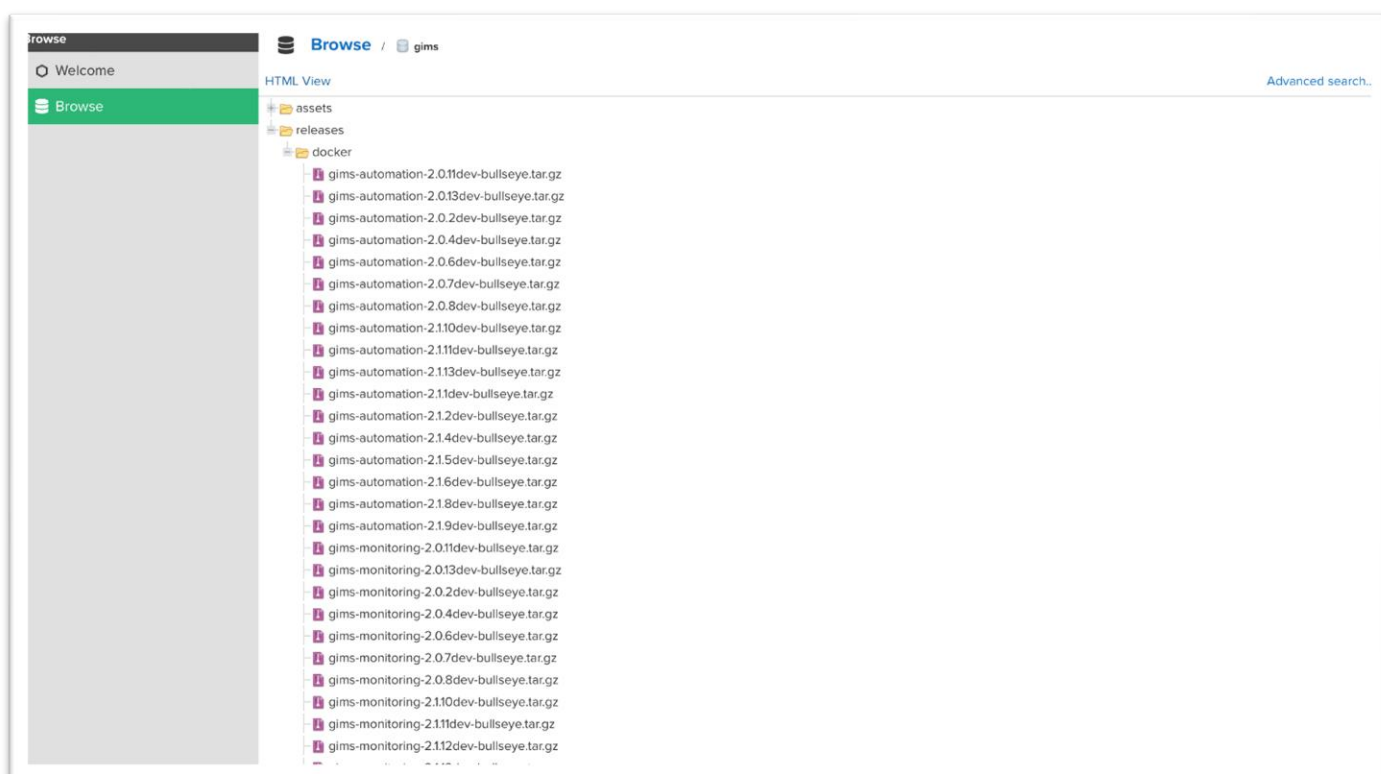 Browse
Welcome
Browse
Browse / gims
HTML View
Advanced search..
assets
releases
docker
gims-automation-2.0.11dev-bullseye.tar.gz
gims-automation-2.0.13dev-bullseye.tar.gz
gims-automation-2.0.2dev-bullseye.tar.gz
gims-automation-2.0.4dev-bullseye.tar.gz
gims-automation-2.0.6dev-bullseye.tar.gz
gims-automation-2.0.7dev-bullseye.tar.gz
gims-automation-2.0.8dev-bullseye.tar.gz
gims-automation-2.1.10dev-bullseye.tar.gz
gims-automation-2.1.11dev-bullseye.tar.gz
gims-automation-2.1.13dev-bullseye.tar.gz
gims-automation-2.1.1dev-bullseye.tar.gz
gims-automation-2.1.2dev-bullseye.tar.gz
gims-automation-2.1.4dev-bullseye.tar.gz
gims-automation-2.1.5dev-bullseye.tar.gz
gims-automation-2.1.6dev-bullseye.tar.gz
gims-automation-2.1.8dev-bullseye.tar.gz
gims-automation-2.1.9dev-bullseye.tar.gz
gims-monitoring-2.0.11dev-bullseye.tar.gz
gims-monitoring-2.0.13dev-bullseye.tar.gz
gims-monitoring-2.0.2dev-bullseye.tar.gz
gims-monitoring-2.0.4dev-bullseye.tar.gz
gims-monitoring-2.0.6dev-bullseye.tar.gz
gims-monitoring-2.0.7dev-bullseye.tar.gz
gims-monitoring-2.0.8dev-bullseye.tar.gz
gims-monitoring-2.1.10dev-bullseye.tar.gz
gims-monitoring-2.1.11dev-bullseye.tar.gz
gims-monitoring-2.1.12dev-bullseye.tar.gz